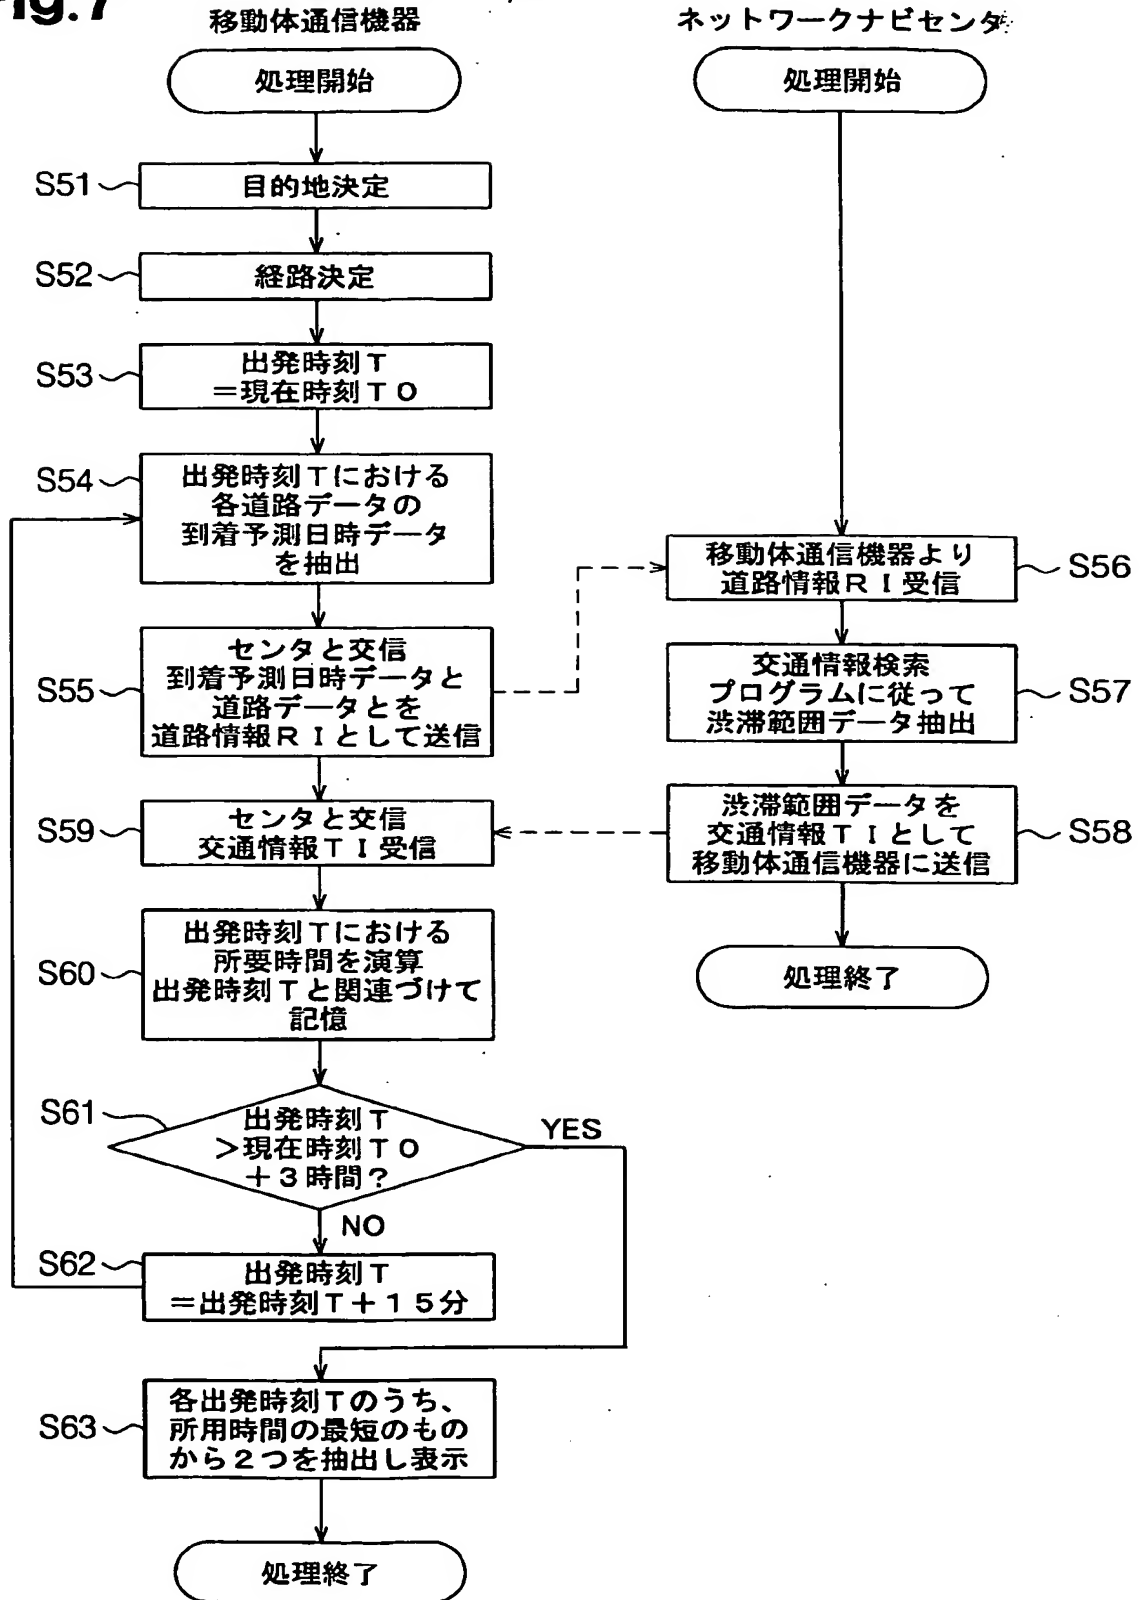 Fig.7
移動体通信機器
処理開始
S51
目的地決定
S52
経路決定
S53
出発時刻T
=現在時刻T0
S54
出発時刻Tにおける
各道路データの
到着予測日時データ
を抽出
S55
センタと交信
到着予測日時データと
道路データとを
道路情報RIとして送信
S59
センタと交信
交通情報TI受信
S60
出発時刻Tにおける
所要時間を演算
出発時刻Tと関連づけて
記憶
S61
出発時刻T
>現在時刻T0
+3時間?
YES
NO
S62
出発時刻T
=出発時刻T+15分
S63
各出発時刻Tのうち、
所用時間の最短のもの
から2つを抽出し表示
処理終了
ネットワークナビセンタ
処理開始
移動体通信機器より
道路情報RI受信
S56
交通情報検索
プログラムに従って
渋滞範囲データ抽出
S57
渋滞範囲データを
交通情報TIとして
移動体通信機器に送信
S58
処理終了